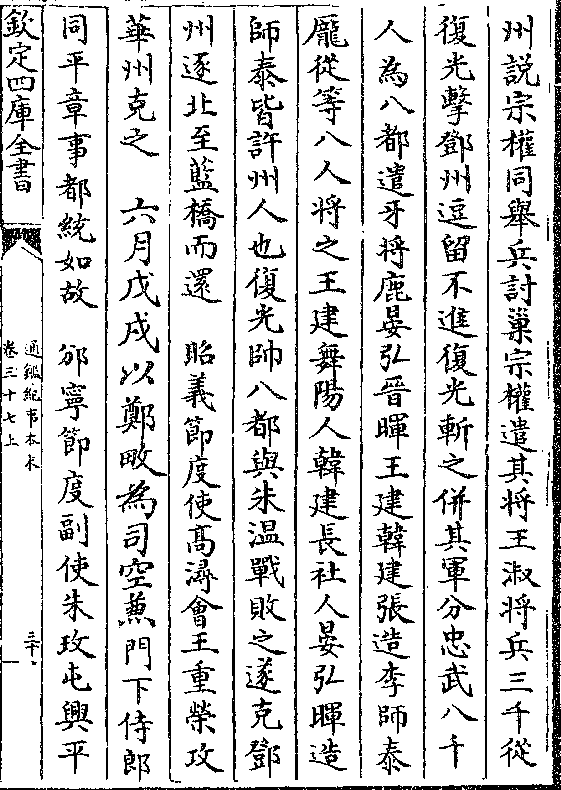 州說宗權同舉兵討巢宗權遣其將王淑將兵三千從
復光擊鄧州逗留不進復光斬之併其軍分忠武八千
人為八都遣牙將鹿晏弘晉暉王建韓建張造李師泰
龎從等八人將之王建舞陽人韓建長社人晏弘暉造
師泰皆許州人也復光帥八都與朱温戰敗之遂克鄧
州逐北至藍橋而還　昭義節度使髙潯會王重榮攻
華州克之　六月戊戌以鄭畋為司空兼門下侍郎
同平章事都統如故　邠寧節度副使朱玫屯興平
欽定四庫全書
通鑑紀事本末
卷三十七上
三十